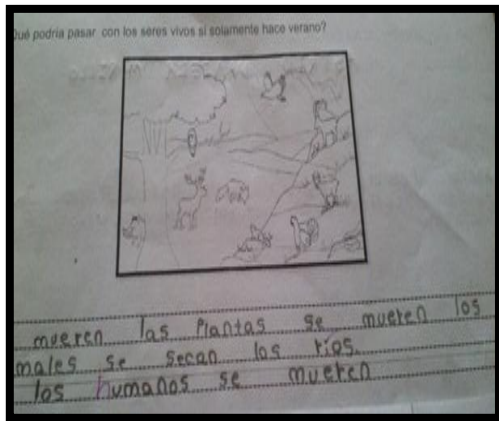 Qué podría pasar con los seres vivos si solamente hace verano?
mueren las Plantas se mueren los
males se secan los ríos.
los humanos se mueren